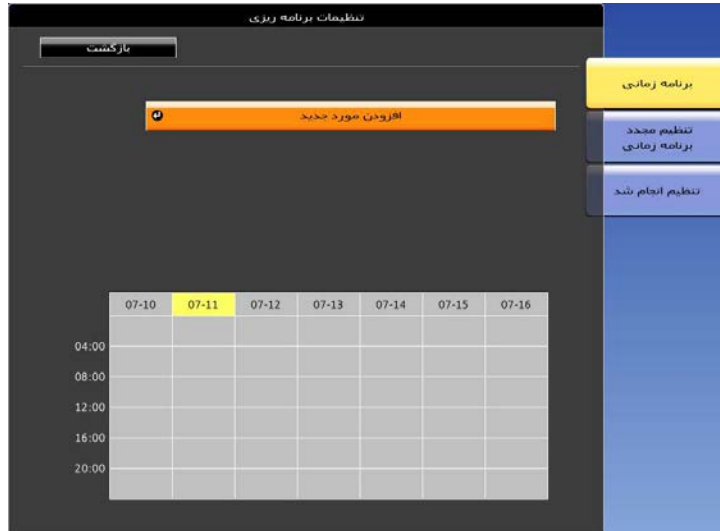 تنظیمات برنامه ریزی
بازگشت
برنامه زمانی
افزودن مورد جدید
تنظیم مجدد
برنامه زمانی
تنظیم انجام شد
07-10 07-11 07-12 07-13 07-14 07-15 07-16
04:00
08:00
12:00
16:00
20:00